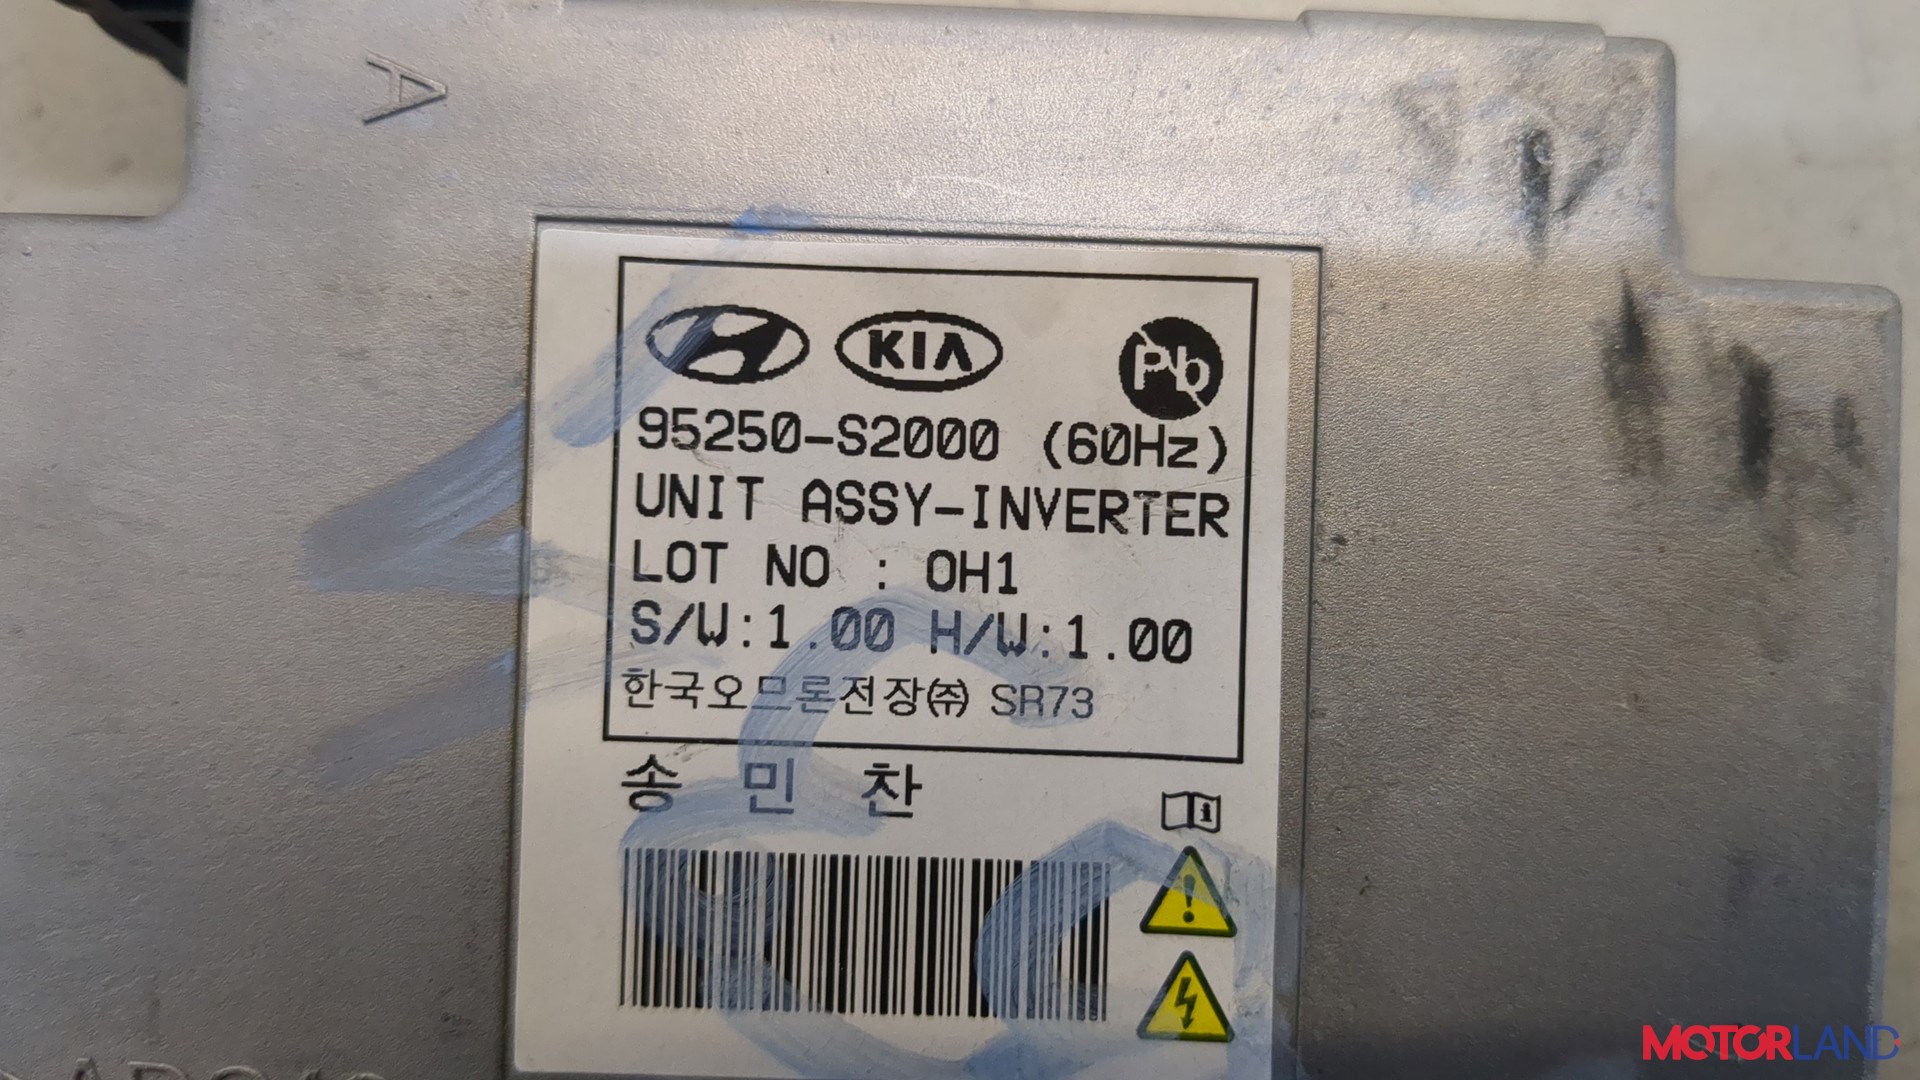 A
KIA Pb
95250-S2000 (60Hz)
UNIT ASSY-INVERTER
LOT NO : 0H1
S/W:1.00 H/W:1.00
한국오므론전장㈜ SR73
송 민 찬
MOTORLAND